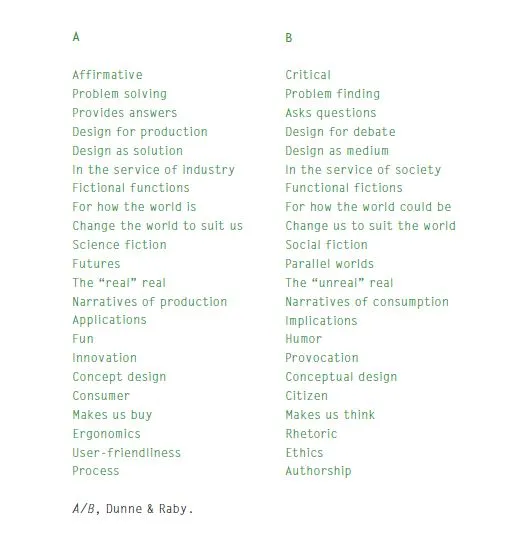 A B
Affirmative Critical
Problem solving Problem finding
Provides answers Asks questions
Design for production Design for debate
Design as solution Design as medium
In the service of industry In the service of society
Fictional functions Functional fictions
For how the world is For how the world could be
Change the world to suit us Change us to suit the world
Science fiction Social fiction
Futures Parallel worlds
The “real” real The “unreal” real
Narratives of production Narratives of consumption
Applications Implications
Fun Humor
Innovation Provocation
Concept design Conceptual design
Consumer Citizen
Makes us buy Makes us think
Ergonomics Rhetoric
User-friendliness Ethics
Process Authorship
A/B, Dunne & Raby.